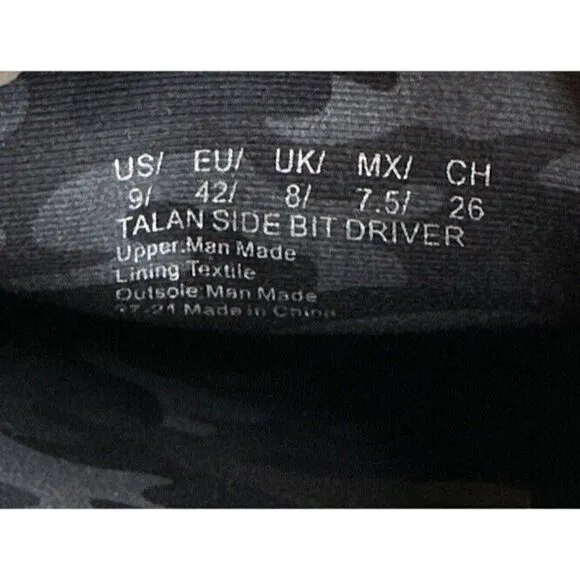 US/ EU/ UK/ MX/ CH
9/ 42/ 8/ 7.5/ 26
TALAN SIDE BIT DRIVER
Upper:Man Made
Lining Textile
Outsole:Man Made
Made in China